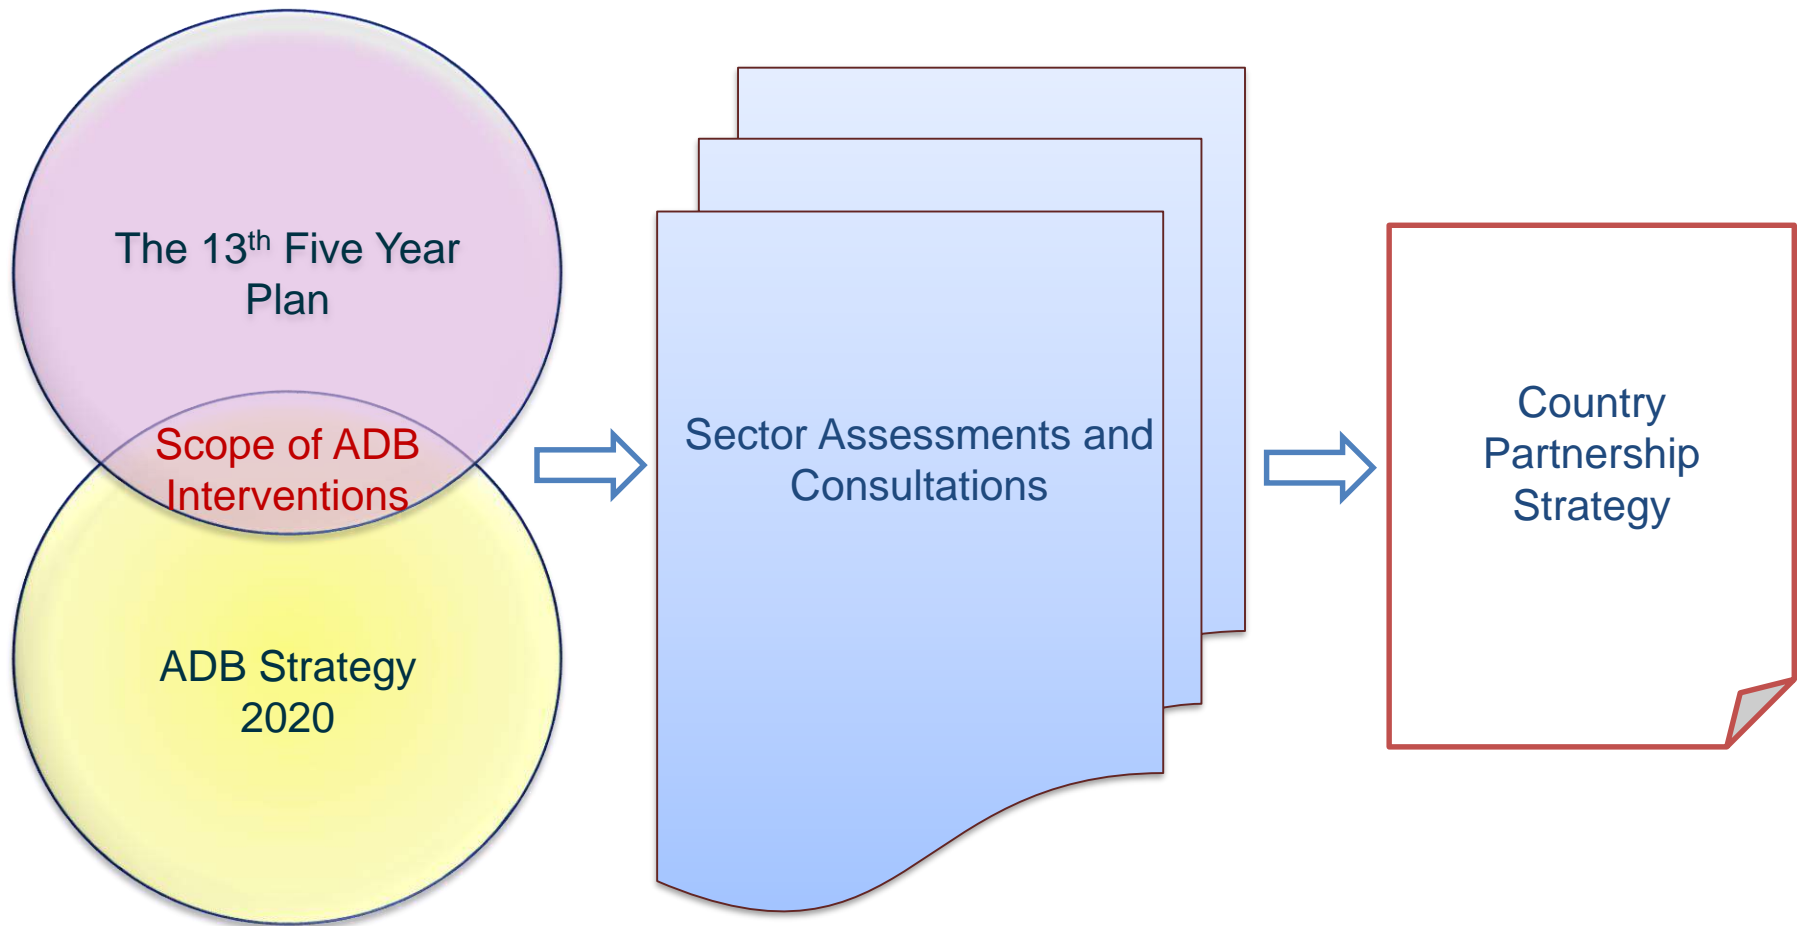 The 13th Five Year
Plan
Scope of ADB
Interventions
ADB Strategy
2020
Sector Assessments and
Consultations
Country
Partnership
Strategy